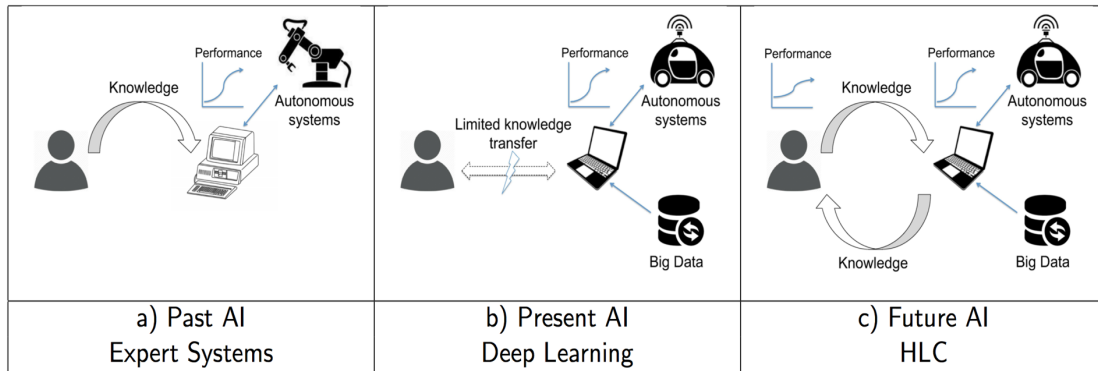 Performance
Knowledge
Autonomous
systems
a) Past AI
Expert Systems
Performance
Autonomous
systems
Limited knowledge
transfer
Big Data
b) Present AI
Deep Learning
Performance
Performance
Knowledge
Autonomous
systems
Knowledge
Big Data
c) Future AI
HLC